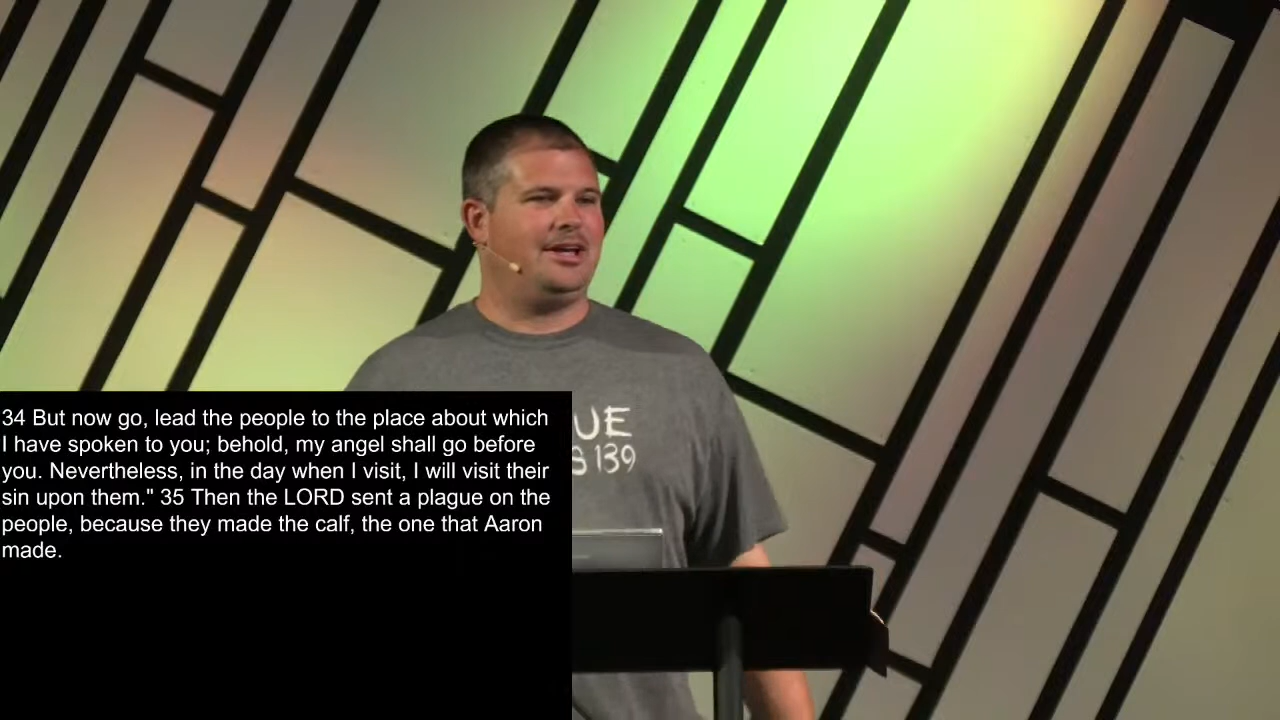 UE
139
34 But now go, lead the people to the place about which
I have spoken to you; behold, my angel shall go before
you. Nevertheless, in the day when I visit, I will visit their
sin upon them." 35 Then the LORD sent a plague on the
people, because they made the calf, the one that Aaron
made.